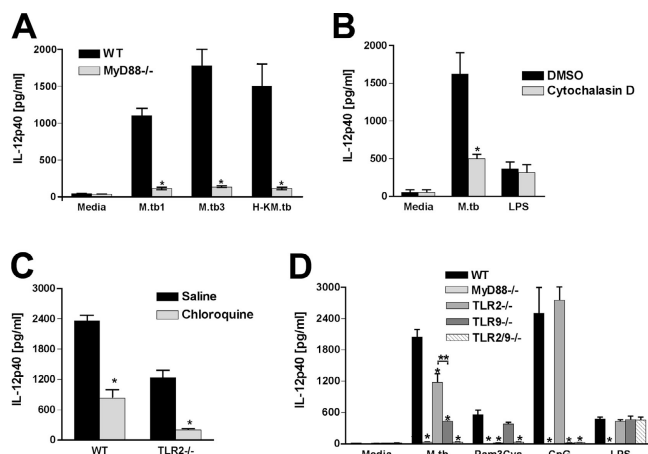 A
IL-12p40 [pg/ml]
2000
1500
1000
500
0
WT
MyD88-/-
*
*
*
Media
M.tb1
M.tb3
H-KM.tb
B
IL-12p40 [pg/ml]
2000
1500
1000
500
0
DMSO
Cytochalasin D
*
Media
M.tb
LPS
C
IL-12p40 [pg/ml]
3000
2400
1800
1200
600
0
Saline
Chloroquine
*
*
WT
TLR2-/-
D
IL-12p40 [pg/ml]
3000
2400
1800
1200
600
0
WT
MyD88-/-
TLR2-/-
TLR9-/-
TLR2/9-/-
**
*
*
* * * * * * * * *
Media
M.tb
Pam3Cys
CpG
LPS